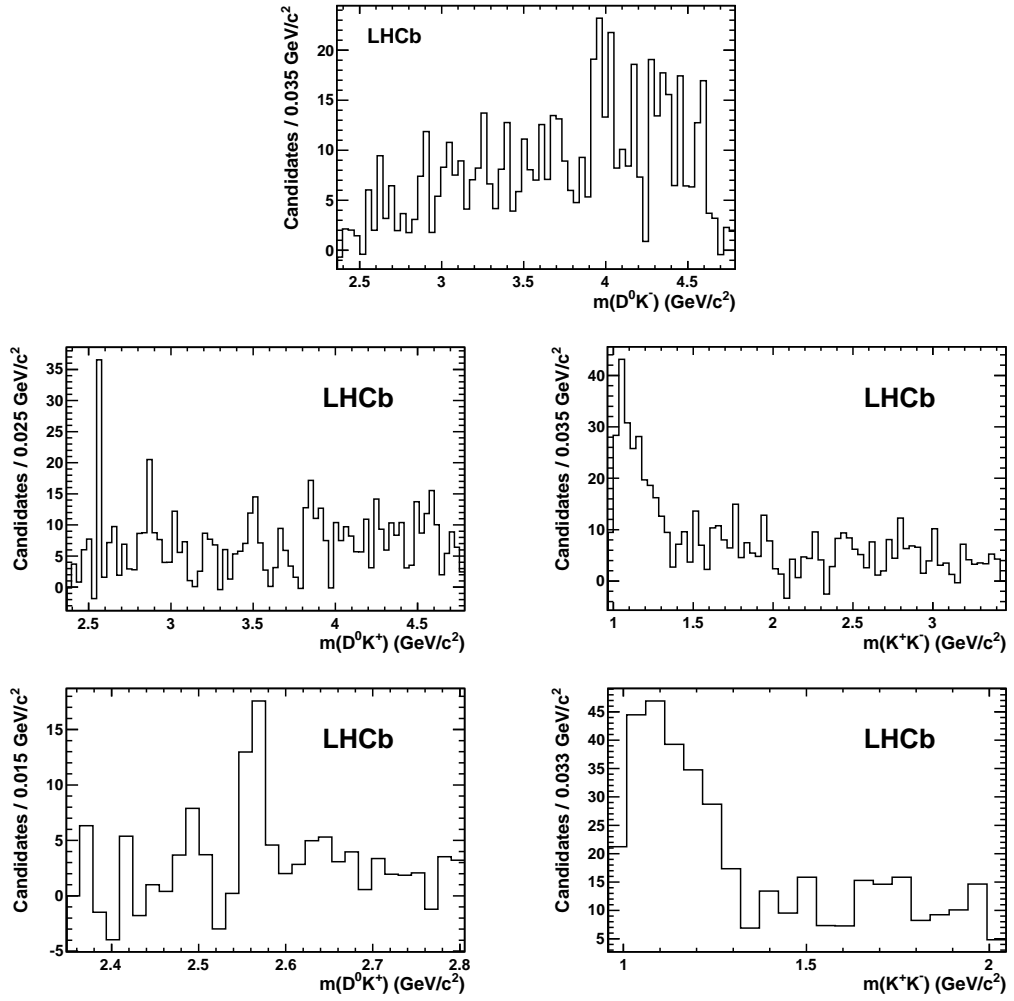 LHCb
Candidates / 0.035 GeV/c²
20
15
10
5
0
2.5 3 3.5 4 4.5
m(D⁰K⁻) (GeV/c²)
LHCb
Candidates / 0.025 GeV/c²
35
30
25
20
15
10
5
0
2.5 3 3.5 4 4.5
m(D⁰K⁺) (GeV/c²)
LHCb
Candidates / 0.035 GeV/c²
40
30
20
10
0
1 1.5 2 2.5 3
m(K⁺K⁻) (GeV/c²)
LHCb
Candidates / 0.015 GeV/c²
15
10
5
0
-5
2.4 2.5 2.6 2.7 2.8
m(D⁰K⁺) (GeV/c²)
LHCb
Candidates / 0.033 GeV/c²
45
40
35
30
25
20
15
10
5
1 1.5 2
m(K⁺K⁻) (GeV/c²)